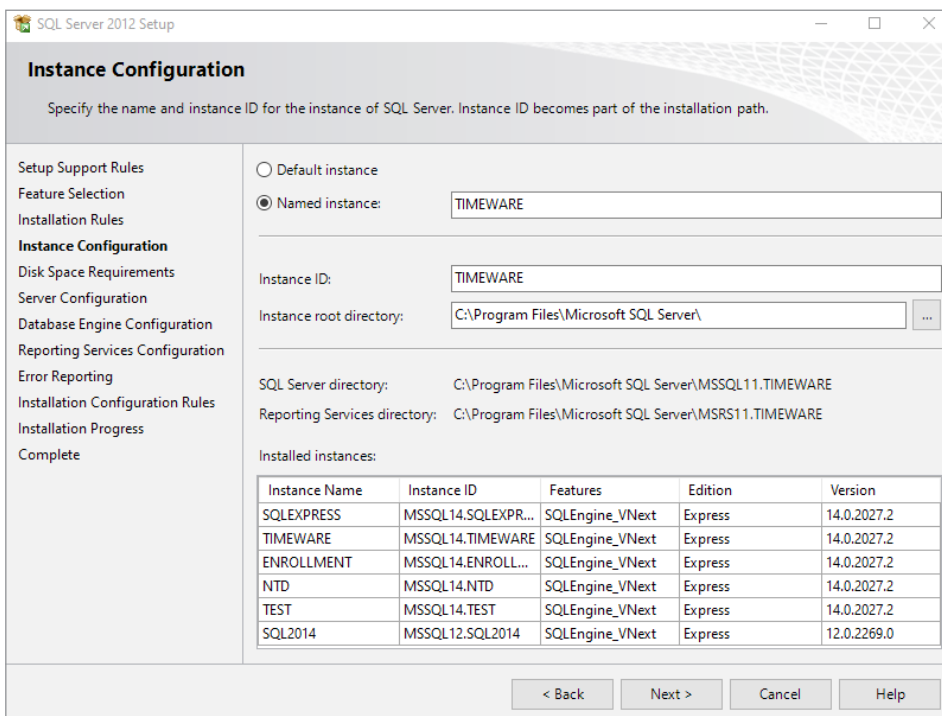 SQL Server 2012 Setup
Instance Configuration
Specify the name and instance ID for the instance of SQL Server. Instance ID becomes part of the installation path.
Setup Support Rules
Feature Selection
Installation Rules
Instance Configuration
Disk Space Requirements
Server Configuration
Database Engine Configuration
Reporting Services Configuration
Error Reporting
Installation Configuration Rules
Installation Progress
Complete
Default instance
Named instance: TIMEWARE
Instance ID: TIMEWARE
Instance root directory: C:\Program Files\Microsoft SQL Server\ ...
SQL Server directory: C:\Program Files\Microsoft SQL Server\MSSQL11.TIMEWARE
Reporting Services directory: C:\Program Files\Microsoft SQL Server\MSRS11.TIMEWARE
Installed instances:
Instance Name Instance ID Features Edition Version
SQLEXPRESS MSSQL14.SQLEXPR... SQLEngine_VNext Express 14.0.2027.2
TIMEWARE MSSQL14.TIMEWARE SQLEngine_VNext Express 14.0.2027.2
ENROLLMENT MSSQL14.ENROLL... SQLEngine_VNext Express 14.0.2027.2
NTD MSSQL14.NTD SQLEngine_VNext Express 14.0.2027.2
TEST MSSQL14.TEST SQLEngine_VNext Express 14.0.2027.2
SQL2014 MSSQL12.SQL2014 SQLEngine_VNext Express 12.0.2269.0
< Back Next > Cancel Help